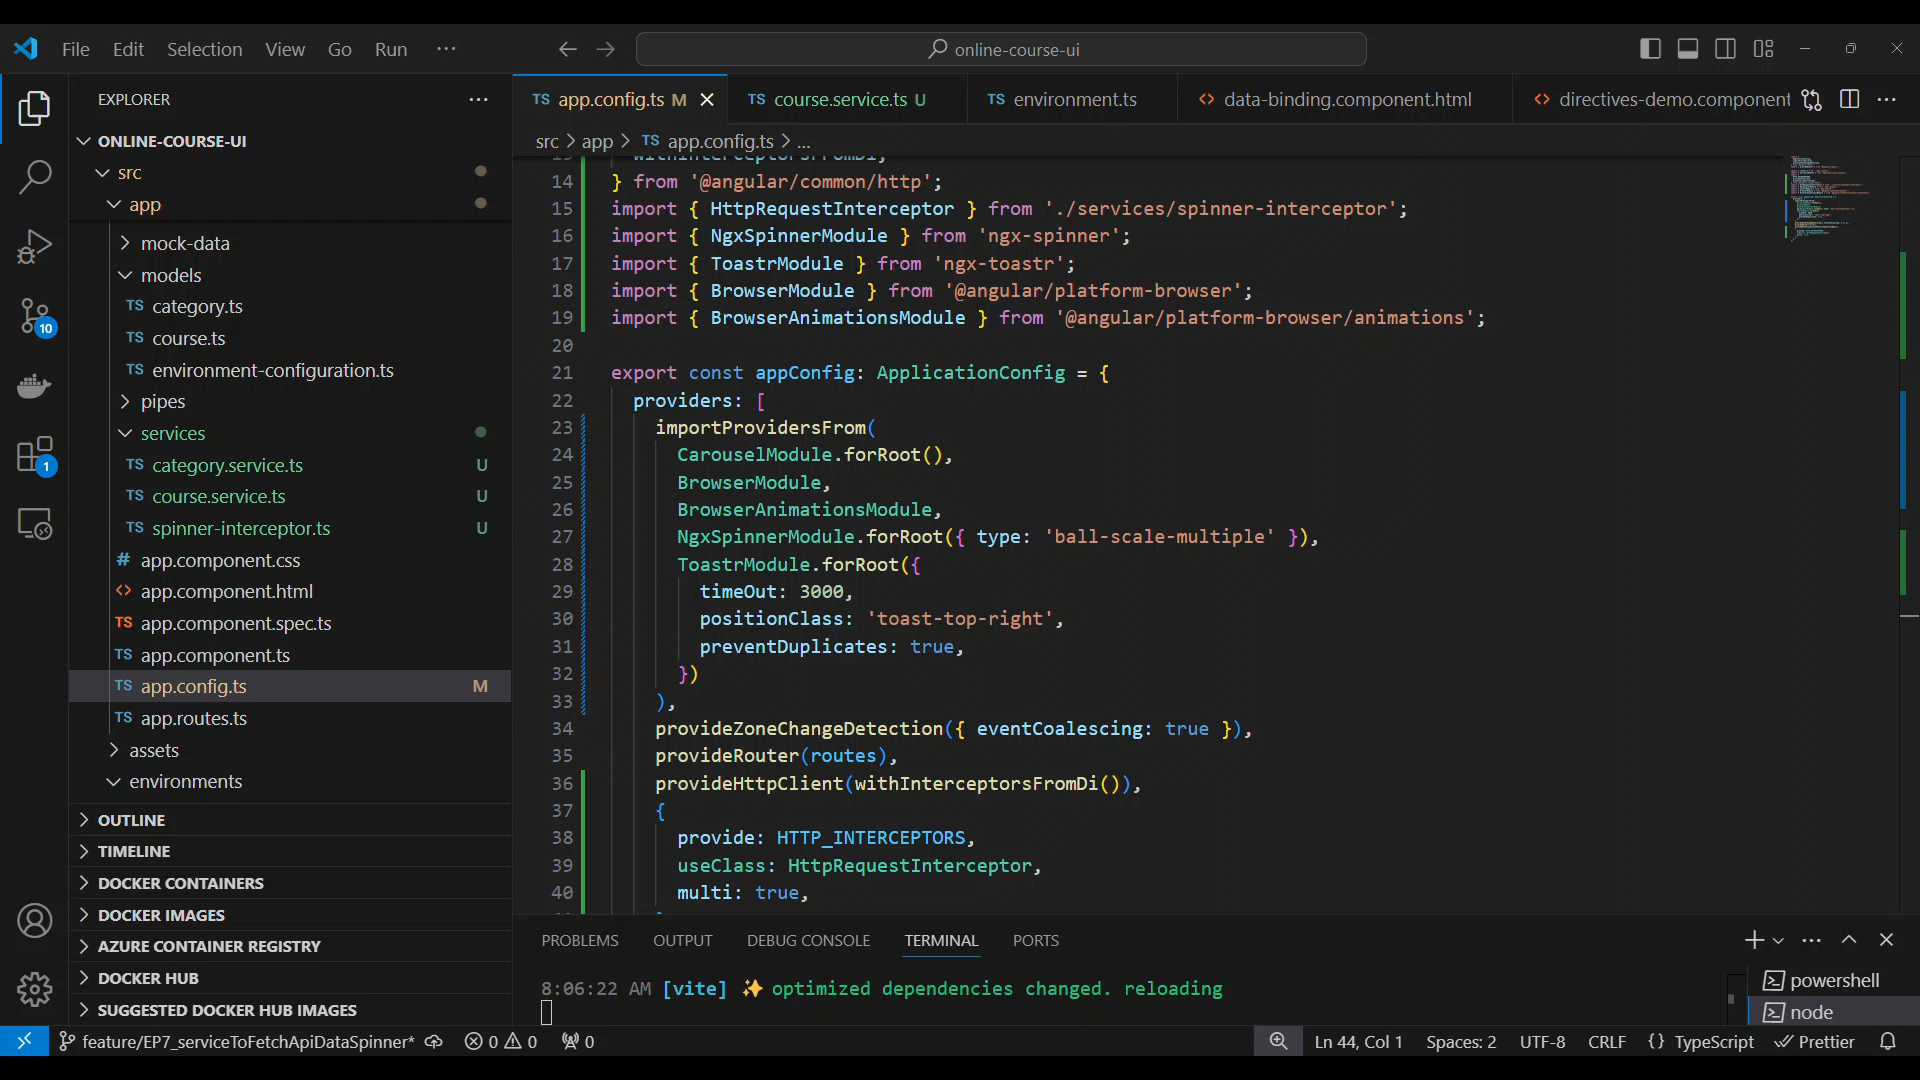 File Edit Selection View Go Run ···
online-course-ui
EXPLORER
ONLINE-COURSE-UI
src
app
mock-data
models
TS category.ts
TS course.ts
TS environment-configuration.ts
pipes
services
TS category.service.ts U
TS course.service.ts U
TS spinner-interceptor.ts U
# app.component.css
<> app.component.html
TS app.component.spec.ts
TS app.component.ts
TS app.config.ts M
TS app.routes.ts
assets
environments
OUTLINE
TIMELINE
DOCKER CONTAINERS
DOCKER IMAGES
AZURE CONTAINER REGISTRY
DOCKER HUB
SUGGESTED DOCKER HUB IMAGES
10
1
TS app.config.ts M TS course.service.ts U TS environment.ts <> data-binding.component.html <> directives-demo.component
src > app > TS app.config.ts > ...
withInterceptorsFromDi,
14 } from '@angular/common/http';
15 import { HttpRequestInterceptor } from './services/spinner-interceptor';
16 import { NgxSpinnerModule } from 'ngx-spinner';
17 import { ToastrModule } from 'ngx-toastr';
18 import { BrowserModule } from '@angular/platform-browser';
19 import { BrowserAnimationsModule } from '@angular/platform-browser/animations';
20
21 export const appConfig: ApplicationConfig = {
22 providers: [
23 importProvidersFrom(
24 CarouselModule.forRoot(),
25 BrowserModule,
26 BrowserAnimationsModule,
27 NgxSpinnerModule.forRoot({ type: 'ball-scale-multiple' }),
28 ToastrModule.forRoot({
29 timeOut: 3000,
30 positionClass: 'toast-top-right',
31 preventDuplicates: true,
32 })
33 ),
34 provideZoneChangeDetection({ eventCoalescing: true }),
35 provideRouter(routes),
36 provideHttpClient(withInterceptorsFromDi()),
37 {
38 provide: HTTP_INTERCEPTORS,
39 useClass: HttpRequestInterceptor,
40 multi: true,
PROBLEMS OUTPUT DEBUG CONSOLE TERMINAL PORTS
8:06:22 AM [vite] ✨ optimized dependencies changed. reloading
powershell
node
feature/EP7_serviceToFetchApiDataSpinner* 0 0 0 Ln 44, Col 1 Spaces: 2 UTF-8 CRLF {} TypeScript Prettier